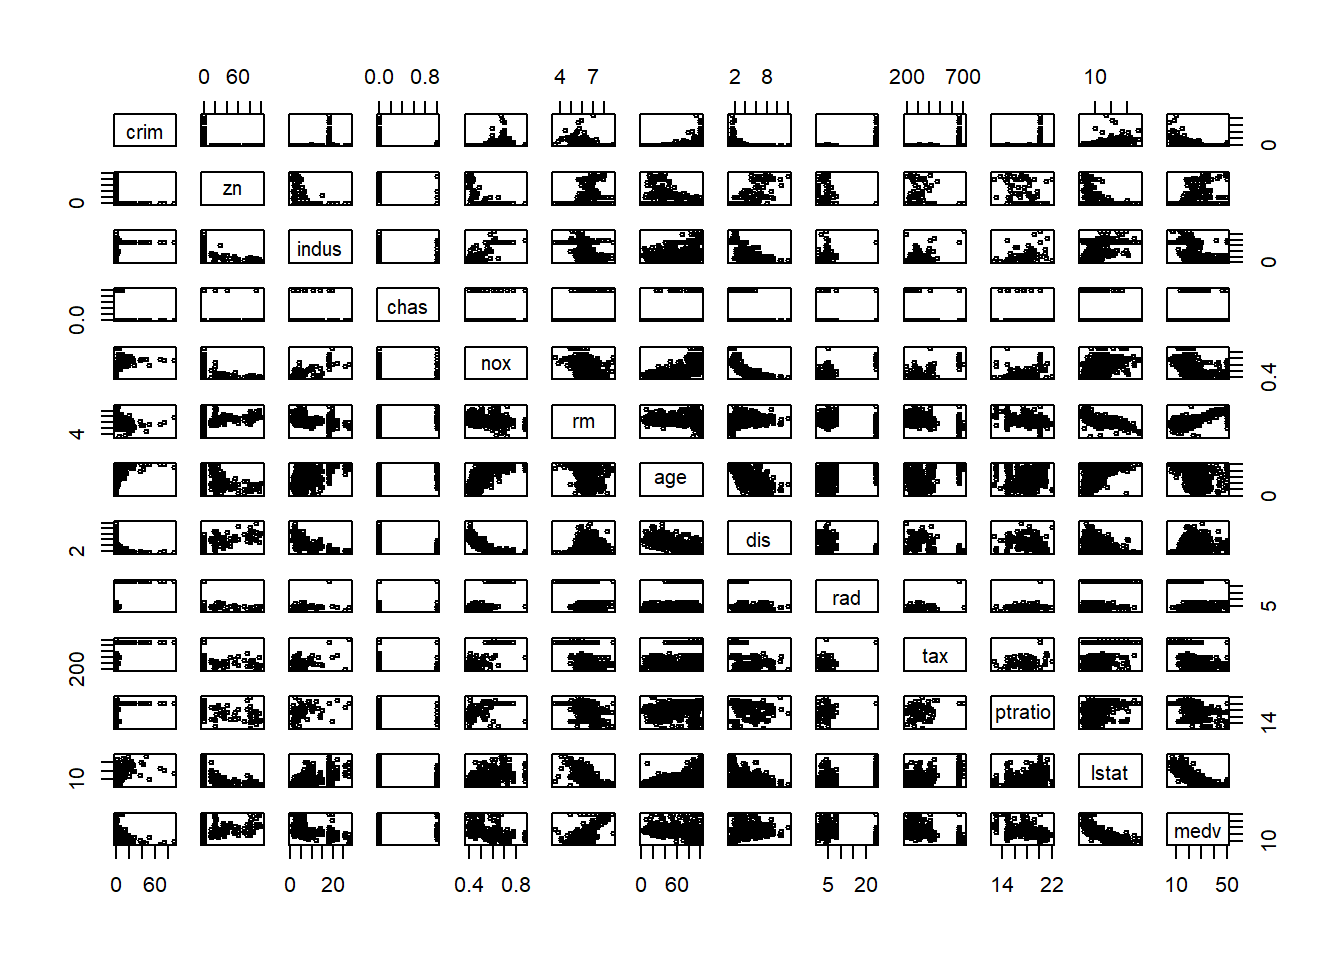 0 60 0.0 0.8 4 7 2 8 200 700 10
crim 0
0 zn
indus 0
0.0 chas
nox 0.4
4 rm
age 0
2 dis
rad 5
200 tax
ptratio 14
10 lstat
medv 10
0 60 0 20 0.4 0.8 0 60 5 20 14 22 10 50